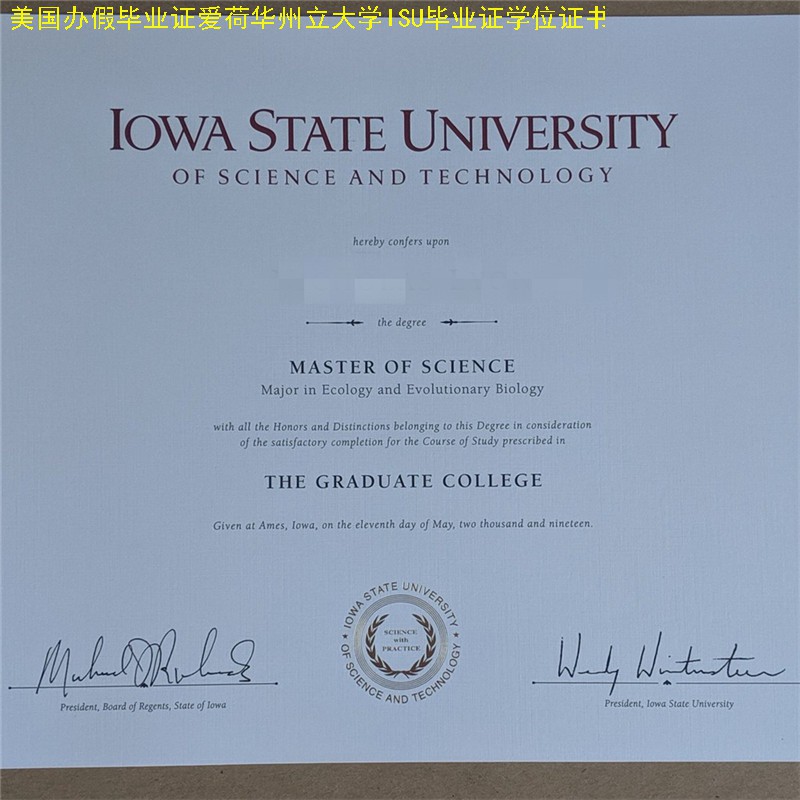 美国办假毕业证爱荷华州立大学ISU毕业证学位证书
IOWA STATE UNIVERSITY
OF SCIENCE AND TECHNOLOGY
hereby confers upon
the degree
MASTER OF SCIENCE
Major in Ecology and Evolutionary Biology
with all the Honors and Distinctions belonging to this Degree in consideration
of the satisfactory completion for the Course of Study prescribed in
THE GRADUATE COLLEGE
Given at Ames, Iowa, on the eleventh day of May, two thousand and nineteen.
IOWA STATE UNIVERSITY
OF SCIENCE AND TECHNOLOGY
SCIENCE
with
PRACTICE
President, Board of Regents, State of Iowa
Wendy Wintersteen
President, Iowa State University